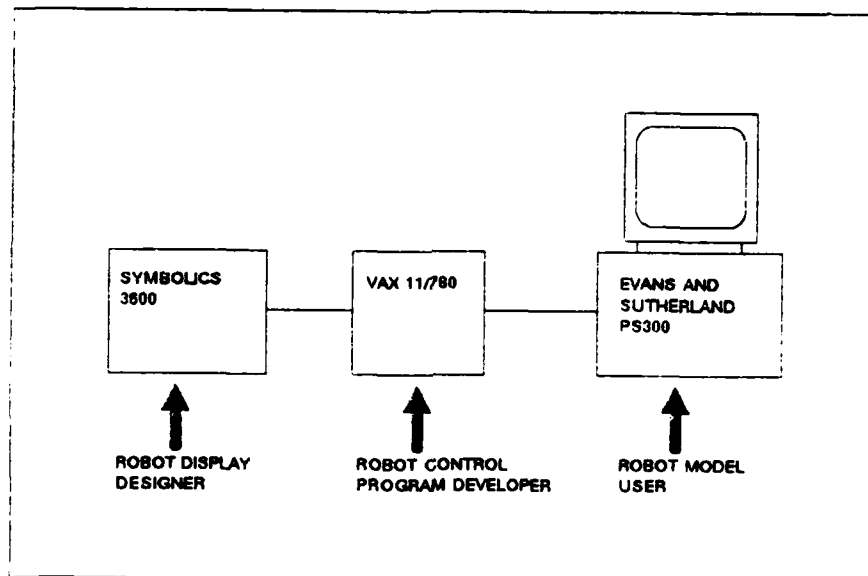 SYMBOLICS
3600
VAX 11/780
EVANS AND
SUTHERLAND
PS300
ROBOT DISPLAY
DESIGNER
ROBOT CONTROL
PROGRAM DEVELOPER
ROBOT MODEL
USER